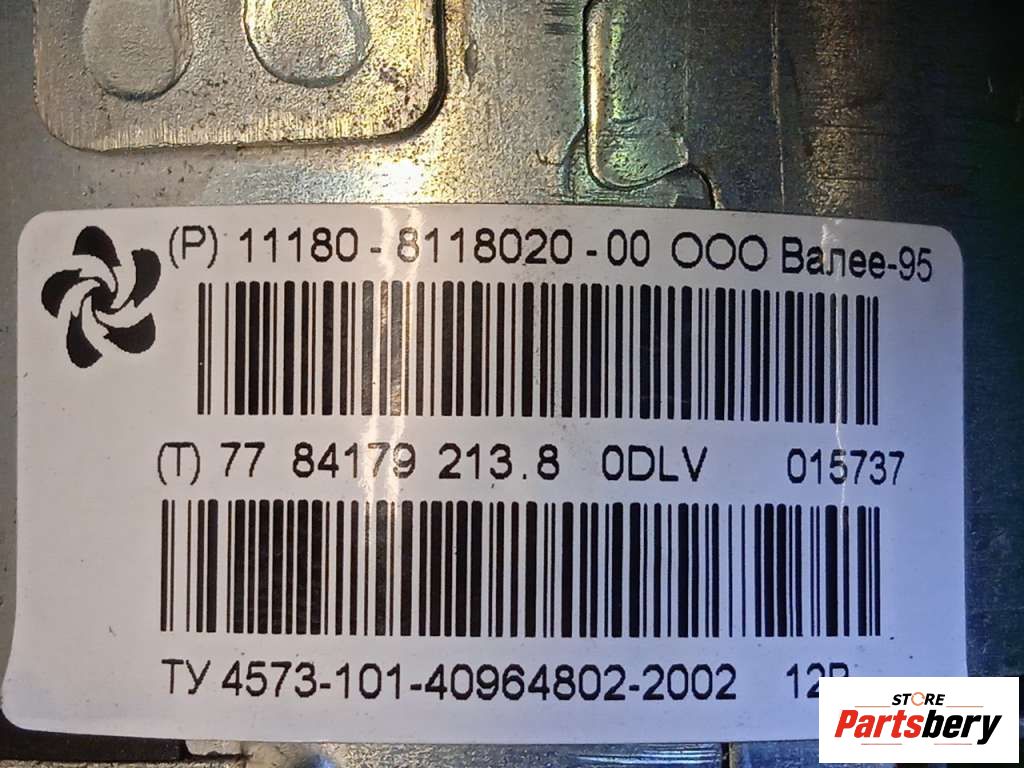 (P) 11180 - 8118020 - 00 ООО Валее-95
(T) 77 84179 213.8 0DLV 015737
ТУ 4573-101-40964802-2002
STORE
Partsbery